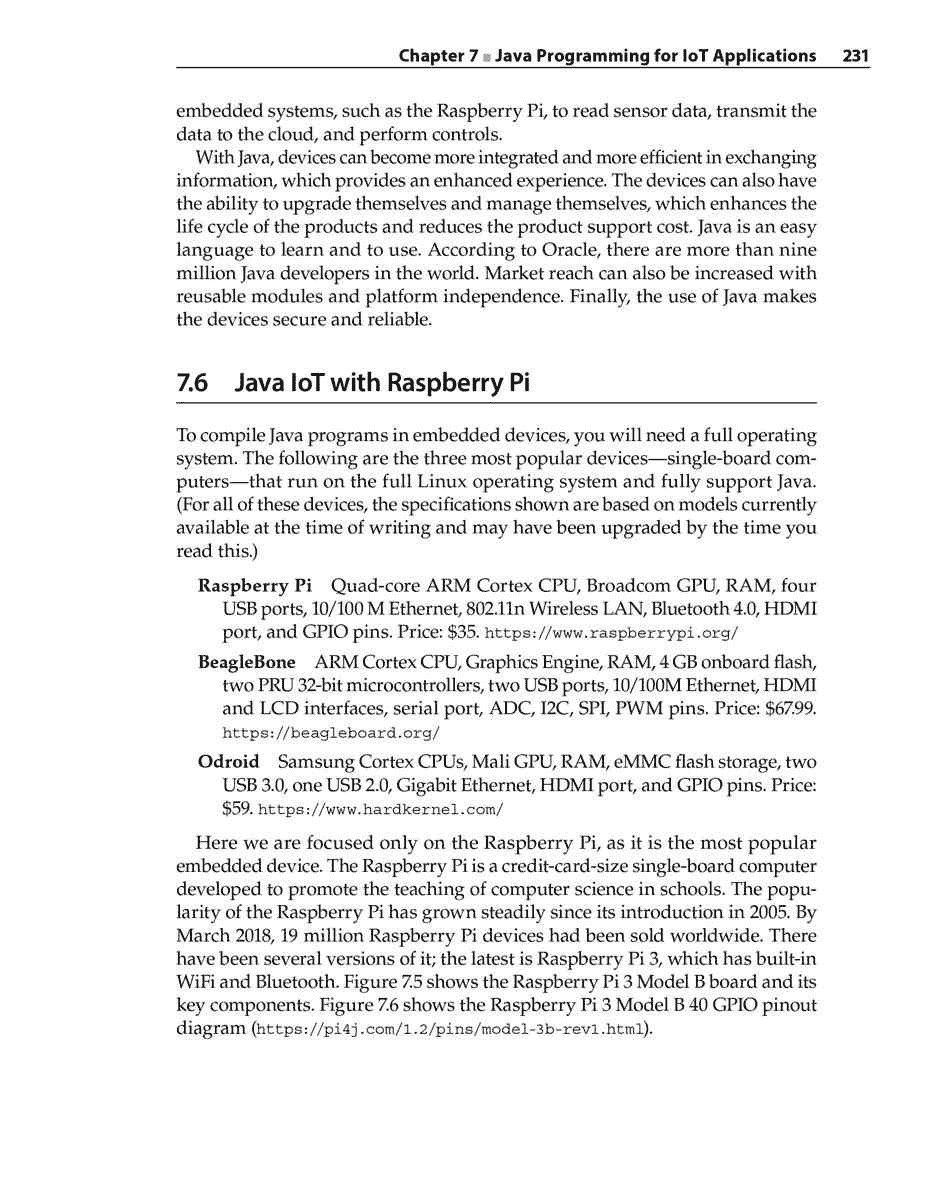 Chapter 7 ■ Java Programming for IoT Applications 231
embedded systems, such as the Raspberry Pi, to read sensor data, transmit the
data to the cloud, and perform controls.
With Java, devices can become more integrated and more efficient in exchanging
information, which provides an enhanced experience. The devices can also have
the ability to upgrade themselves and manage themselves, which enhances the
life cycle of the products and reduces the product support cost. Java is an easy
language to learn and to use. According to Oracle, there are more than nine
million Java developers in the world. Market reach can also be increased with
reusable modules and platform independence. Finally, the use of Java makes
the devices secure and reliable.
7.6 Java IoT with Raspberry Pi
To compile Java programs in embedded devices, you will need a full operating
system. The following are the three most popular devices—single-board com-
puters—that run on the full Linux operating system and fully support Java.
(For all of these devices, the specifications shown are based on models currently
available at the time of writing and may have been upgraded by the time you
read this.)
Raspberry Pi Quad-core ARM Cortex CPU, Broadcom GPU, RAM, four
USB ports, 10/100 M Ethernet, 802.11n Wireless LAN, Bluetooth 4.0, HDMI
port, and GPIO pins. Price: $35. https://www.raspberrypi.org/
BeagleBone ARM Cortex CPU, Graphics Engine, RAM, 4 GB onboard flash,
two PRU 32-bit microcontrollers, two USB ports, 10/100M Ethernet, HDMI
and LCD interfaces, serial port, ADC, I2C, SPI, PWM pins. Price: $67.99.
https://beagleboard.org/
Odroid Samsung Cortex CPUs, Mali GPU, RAM, eMMC flash storage, two
USB 3.0, one USB 2.0, Gigabit Ethernet, HDMI port, and GPIO pins. Price:
$59. https://www.hardkernel.com/
Here we are focused only on the Raspberry Pi, as it is the most popular
embedded device. The Raspberry Pi is a credit-card-size single-board computer
developed to promote the teaching of computer science in schools. The popu-
larity of the Raspberry Pi has grown steadily since its introduction in 2005. By
March 2018, 19 million Raspberry Pi devices had been sold worldwide. There
have been several versions of it; the latest is Raspberry Pi 3, which has built-in
WiFi and Bluetooth. Figure 7.5 shows the Raspberry Pi 3 Model B board and its
key components. Figure 7.6 shows the Raspberry Pi 3 Model B 40 GPIO pinout
diagram (https://pi4j.com/1.2/pins/model-3b-rev1.html).